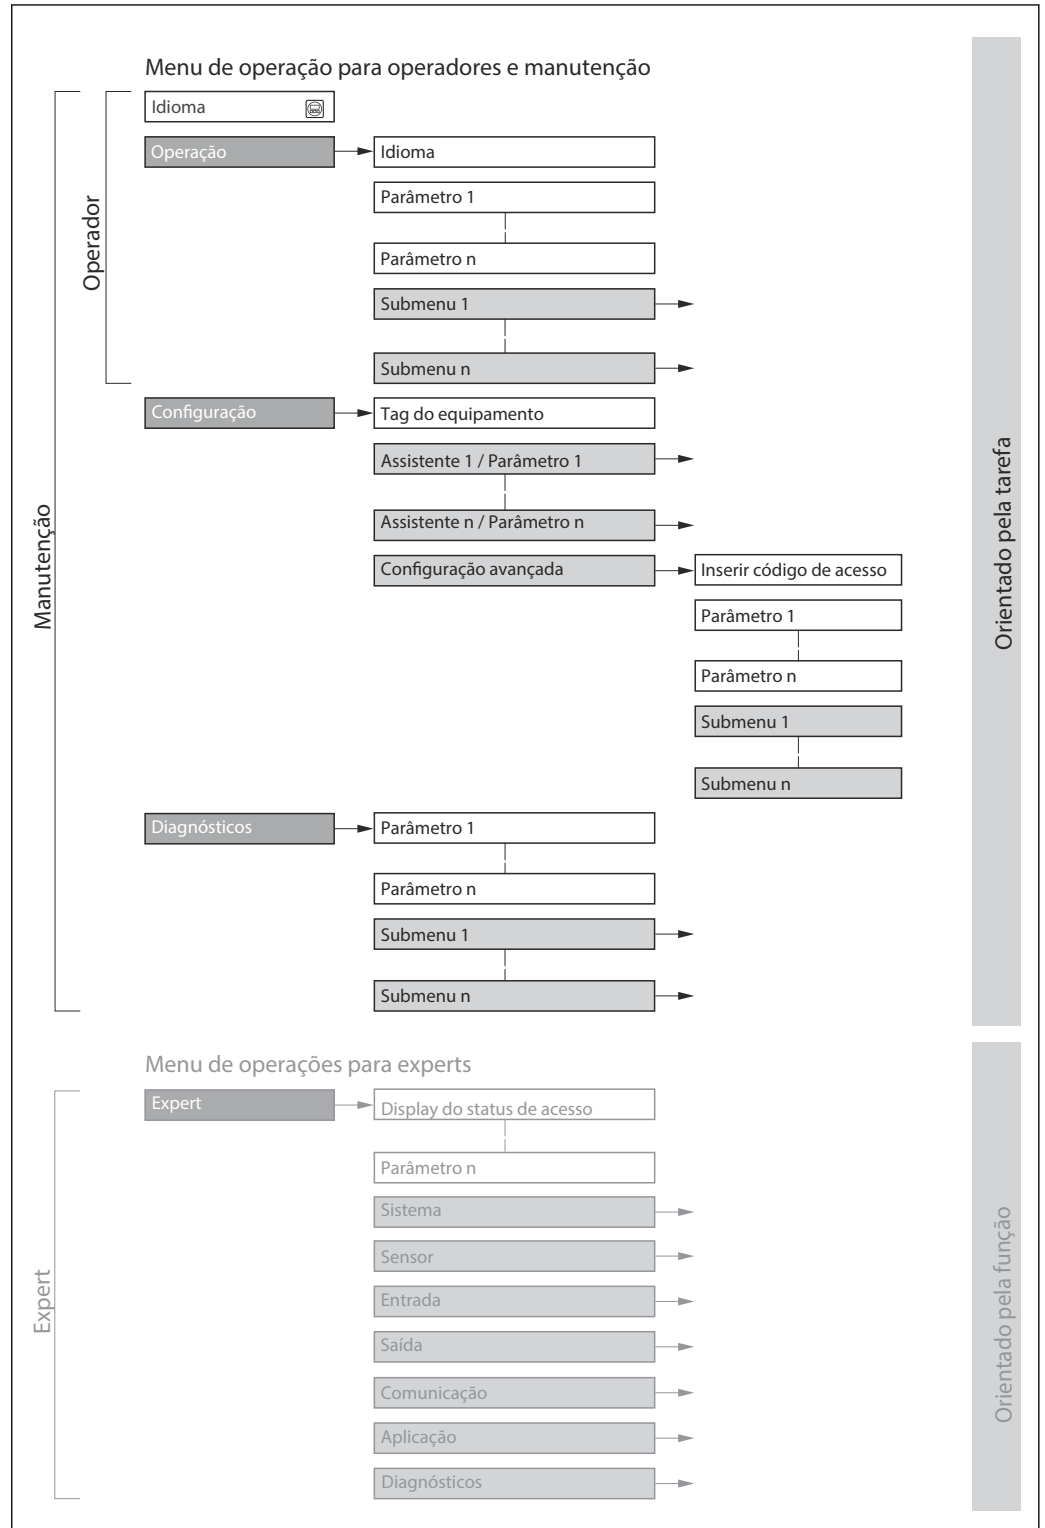 Menu de operação para operadores e manutenção
Manutenção
Operador
Idioma
Operação
Idioma
Parâmetro 1
Parâmetro n
Submenu 1
Submenu n
Configuração
Tag do equipamento
Assistente 1 / Parâmetro 1
Assistente n / Parâmetro n
Configuração avançada
Inserir código de acesso
Parâmetro 1
Parâmetro n
Submenu 1
Submenu n
Diagnósticos
Parâmetro 1
Parâmetro n
Submenu 1
Submenu n
Orientado pela tarefa
Menu de operações para experts
Expert
Expert
Display do status de acesso
Parâmetro n
Sistema
Sensor
Entrada
Saída
Comunicação
Aplicação
Diagnósticos
Orientado pela função